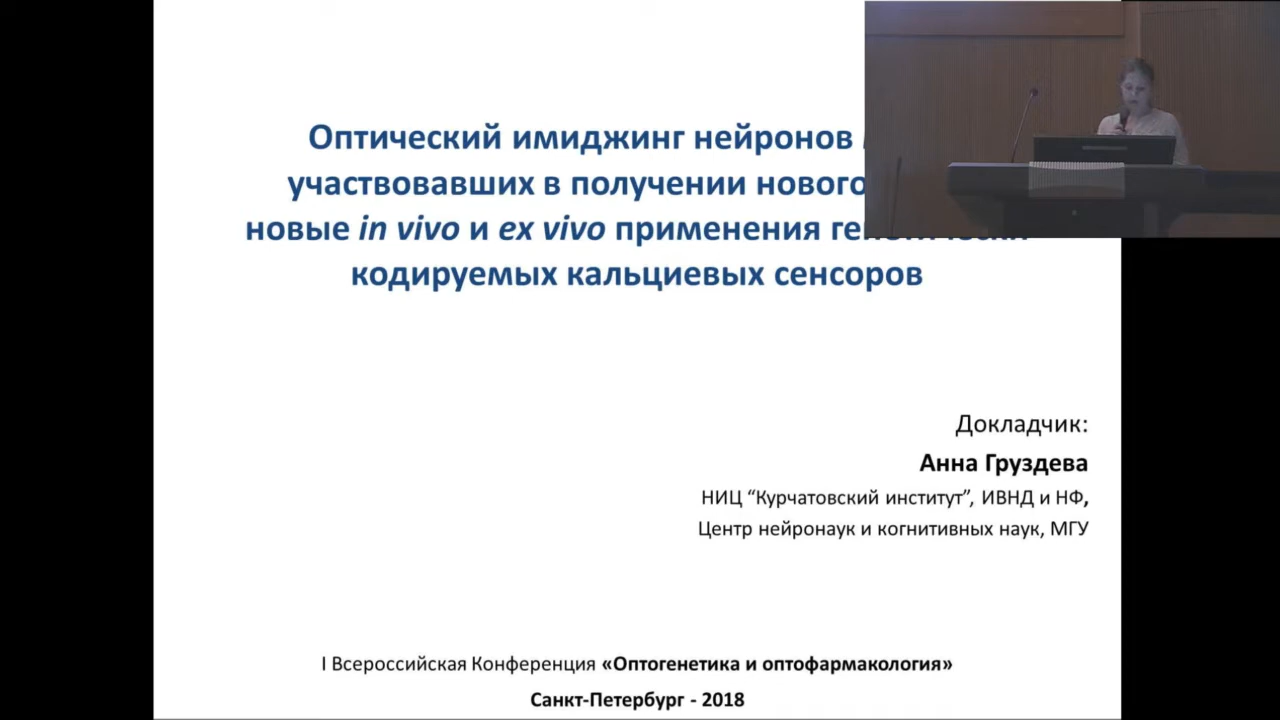 Оптический имиджинг нейронов
участвовавших в получении нового
новые in vivo и ex vivo применения генетически
кодируемых кальциевых сенсоров
Докладчик:
Анна Груздева
НИЦ “Курчатовский институт”, ИВНД и НФ,
Центр нейронаук и когнитивных наук, МГУ
I Всероссийская Конференция «Оптогенетика и оптофармакология»
Санкт-Петербург - 2018